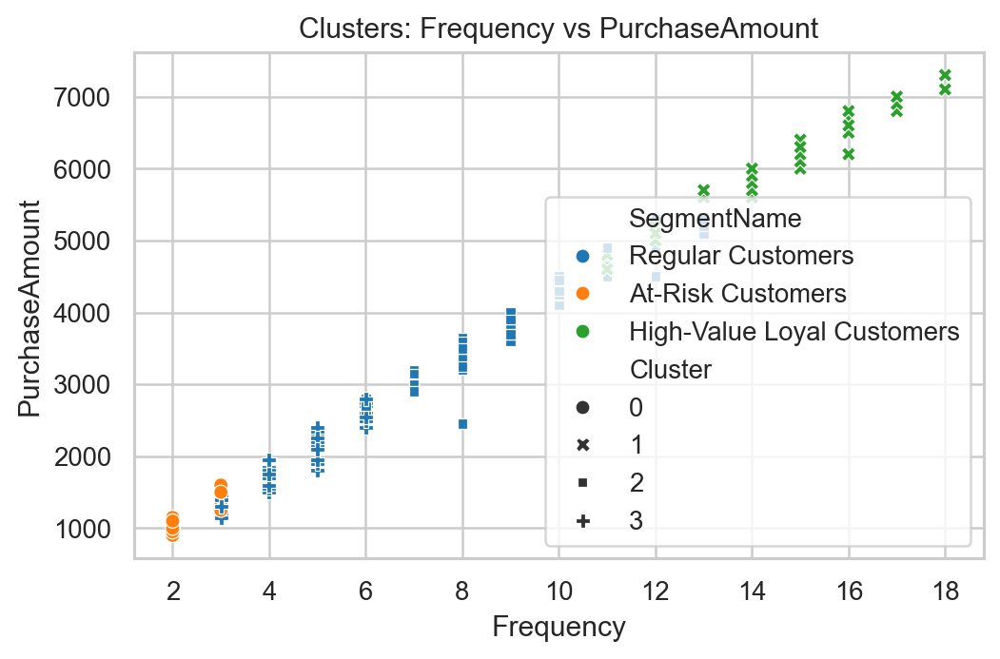 Clusters: Frequency vs PurchaseAmount
PurchaseAmount
7000
6000
5000
4000
3000
2000
1000
SegmentName
Regular Customers
At-Risk Customers
High-Value Loyal Customers
Cluster
0
1
2
3
2 4 6 8 10 12 14 16 18
Frequency